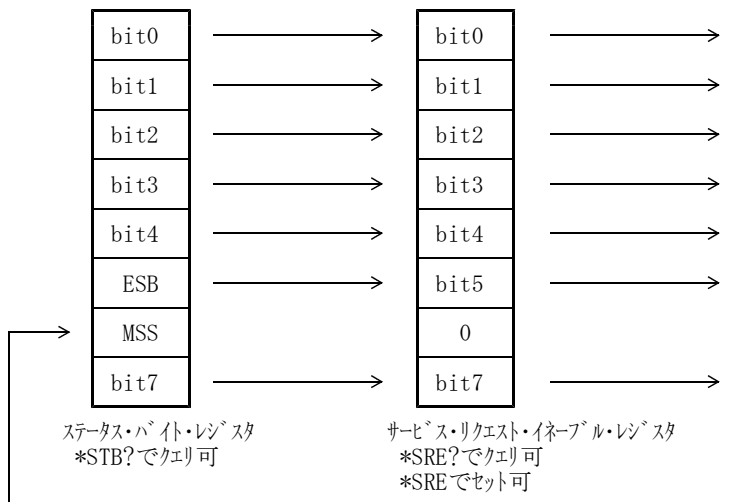 bit0 bit0
bit1 bit1
bit2 bit2
bit3 bit3
bit4 bit4
ESB bit5
MSS 0
bit7 bit7
ｽﾃｰﾀｽ・ﾊﾞｲﾄ・ﾚｼﾞｽﾀ ｻｰﾋﾞｽ・ﾘｸｴｽﾄ・ｲﾈｰﾌﾞﾙ・ﾚｼﾞｽﾀ
*STB?でｸｴﾘ可 *SRE?でｸｴﾘ可
*SREでｾｯﾄ可